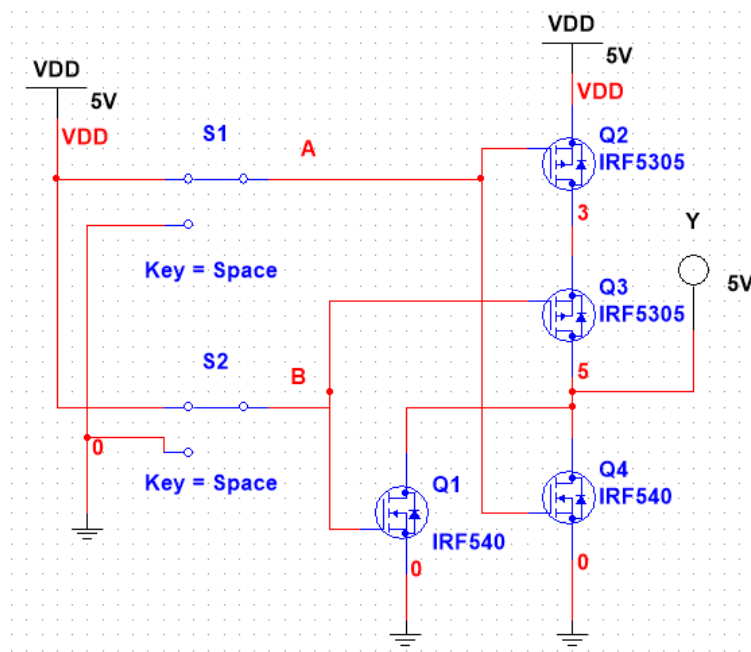 VDD
5V
VDD
VDD
5V
VDD
S1
A
Q2
IRF5305
3
Y
5V
Key = Space
Q3
IRF5305
S2
B
5
0
Key = Space
Q1
IRF540
Q4
IRF540
0
0